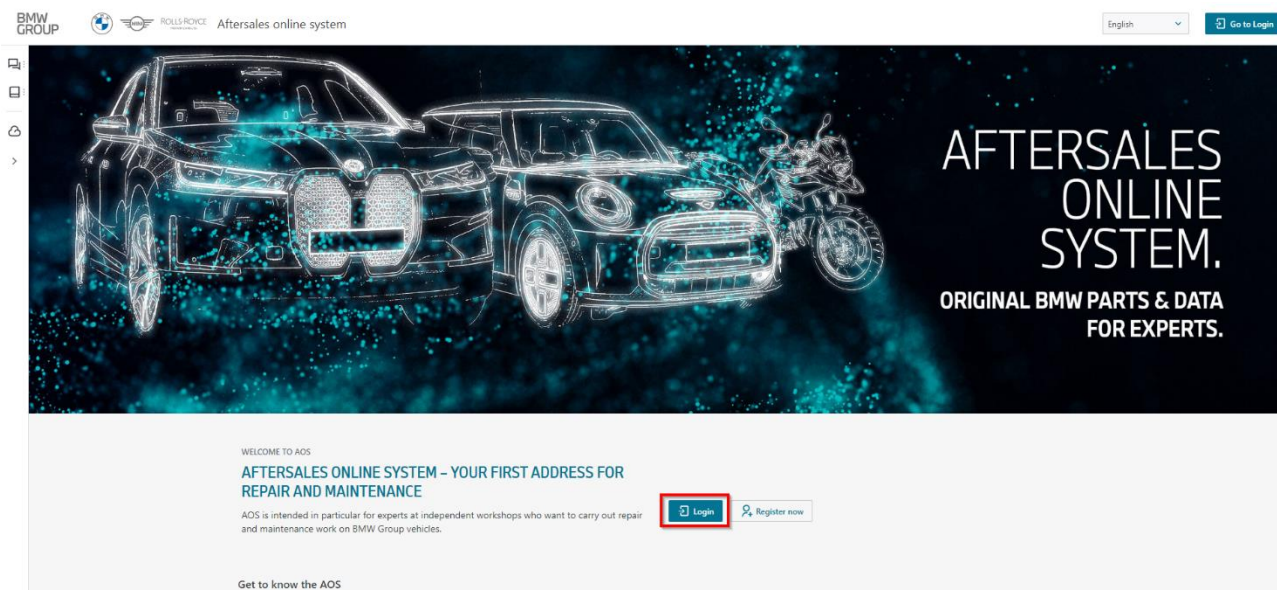 BMW
GROUP
MINI
ROLLS-ROYCE
Aftersales online system
English
Go to Login
AFTERSALES
ONLINE
SYSTEM.
ORIGINAL BMW PARTS & DATA
FOR EXPERTS.
WELCOME TO AOS
AFTERSALES ONLINE SYSTEM – YOUR FIRST ADDRESS FOR
REPAIR AND MAINTENANCE
AOS is intended in particular for experts at independent workshops who want to carry out repair
and maintenance work on BMW Group vehicles.
Login
Register now
Get to know the AOS